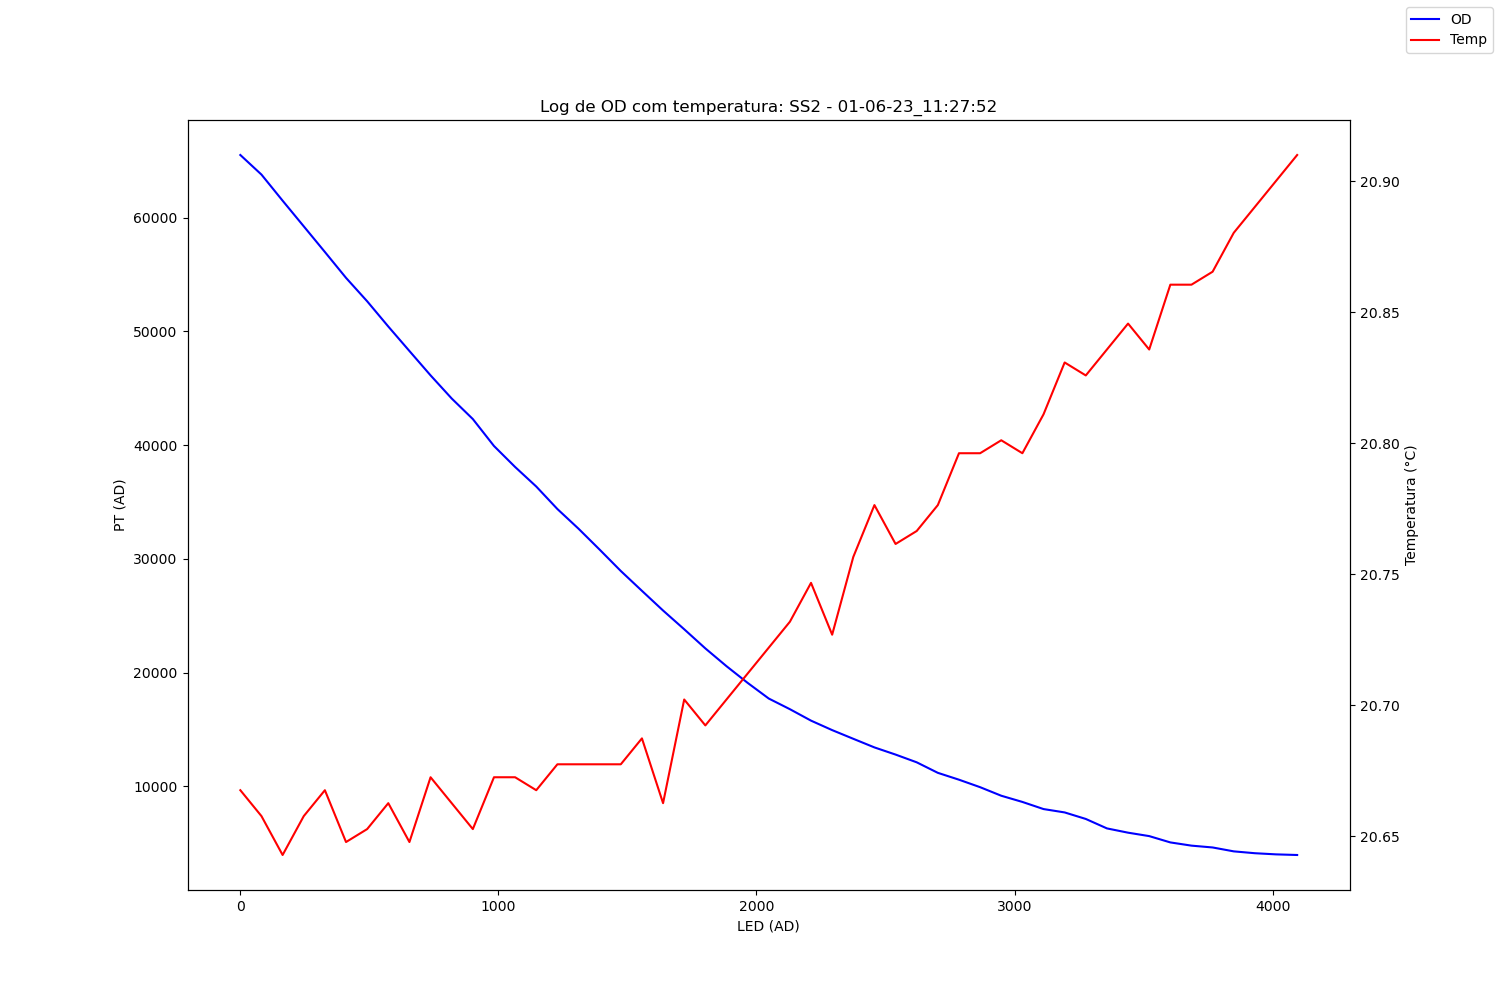 OD
Temp
Log de OD com temperatura: SS2 - 01-06-23_11:27:52
60000
50000
40000
30000
20000
10000
PT (AD)
20.90
20.85
20.80
20.75
20.70
20.65
Temperatura (°C)
0 1000 2000 3000 4000
LED (AD)